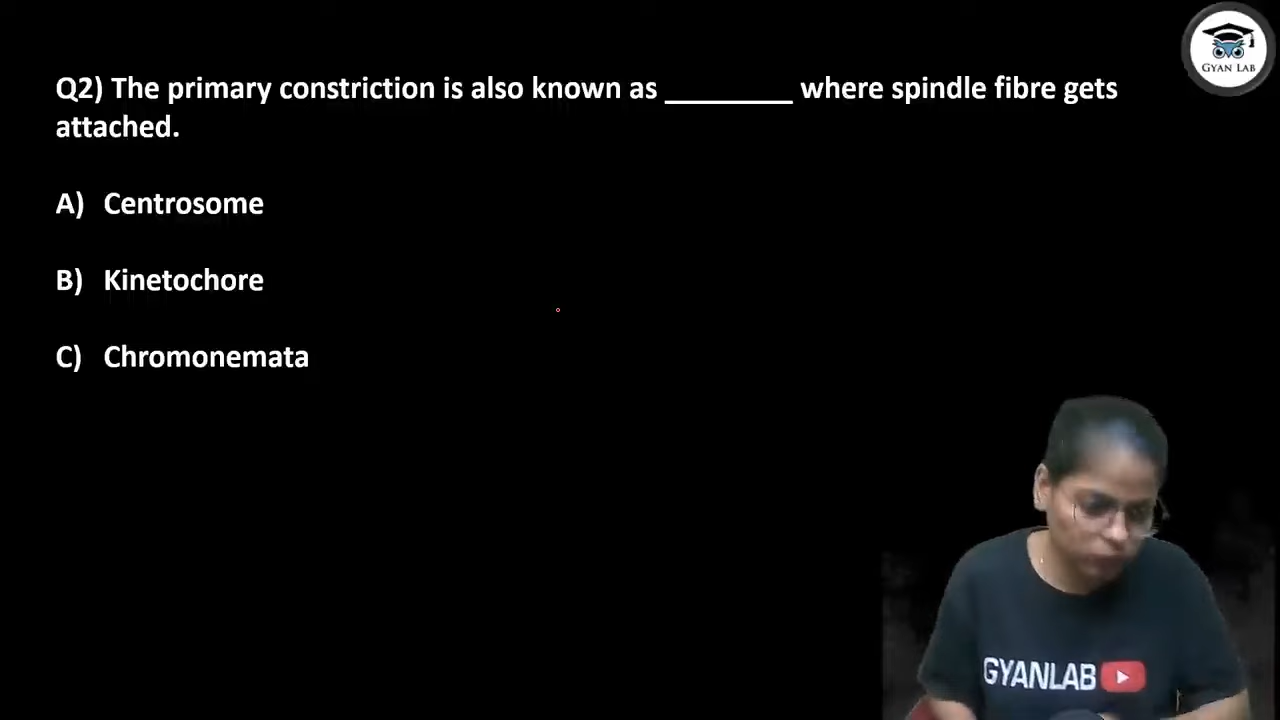 GYAN LAB
Q2) The primary constriction is also known as ________ where spindle fibre gets
attached.
A) Centrosome
B) Kinetochore
C) Chromonemata
GYANLAB